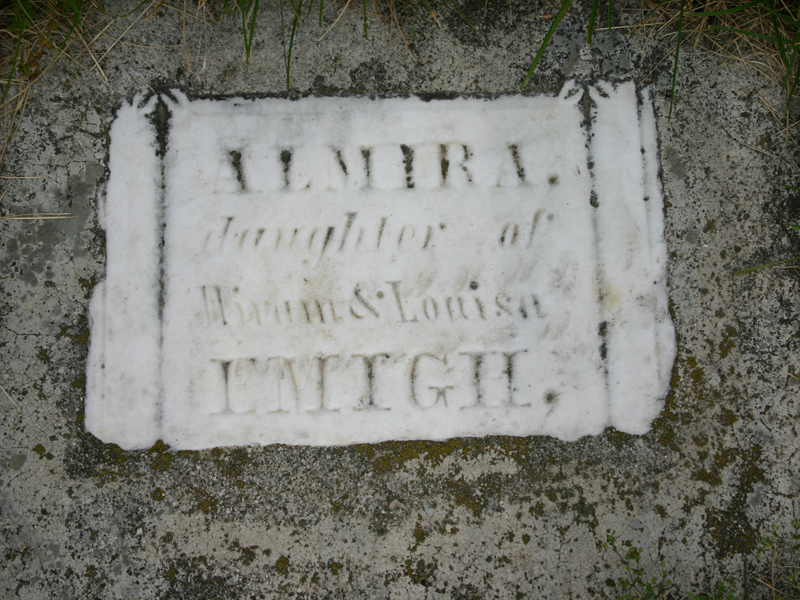 ALMIRA.
daughter of
Hiram & Louisa
EMIGH,